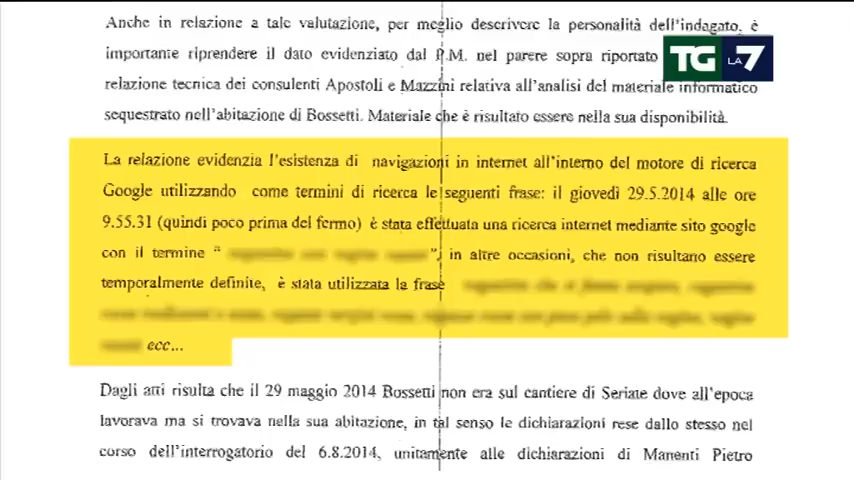 Anche in relazione a tale valutazione, per meglio descrivere la personalità dell'indagato, è
importante riprendere il dato evidenziato dal P.M. nel parere sopra riportato
TG LA7
relazione tecnica dei consulenti Apostoli e Mazzini relativa all'analisi del materiale informatico
sequestrato nell'abitazione di Bossetti. Materiale che è risultato essere nella sua disponibilità.
La relazione evidenzia l'esistenza di navigazioni in internet all'interno del motore di ricerca
Google utilizzando come termini di ricerca le seguenti frase: il giovedì 29.5.2014 alle ore
9.55.31 (quindi poco prima del fermo) è stata effettuata una ricerca internet mediante sito google
con il termine " ", in altre occasioni, che non risultano essere
temporalmente definite, è stata utilizzata la frase
ecc...
Dagli atti risulta che il 29 maggio 2014 Bossetti non era sul cantiere di Seriate dove all'epoca
lavorava ma si trovava nella sua abitazione, in tal senso le dichiarazioni rese dallo stesso nel
corso dell'interrogatorio del 6.8.2014, unitamente alle dichiarazioni di Manenti Pietro